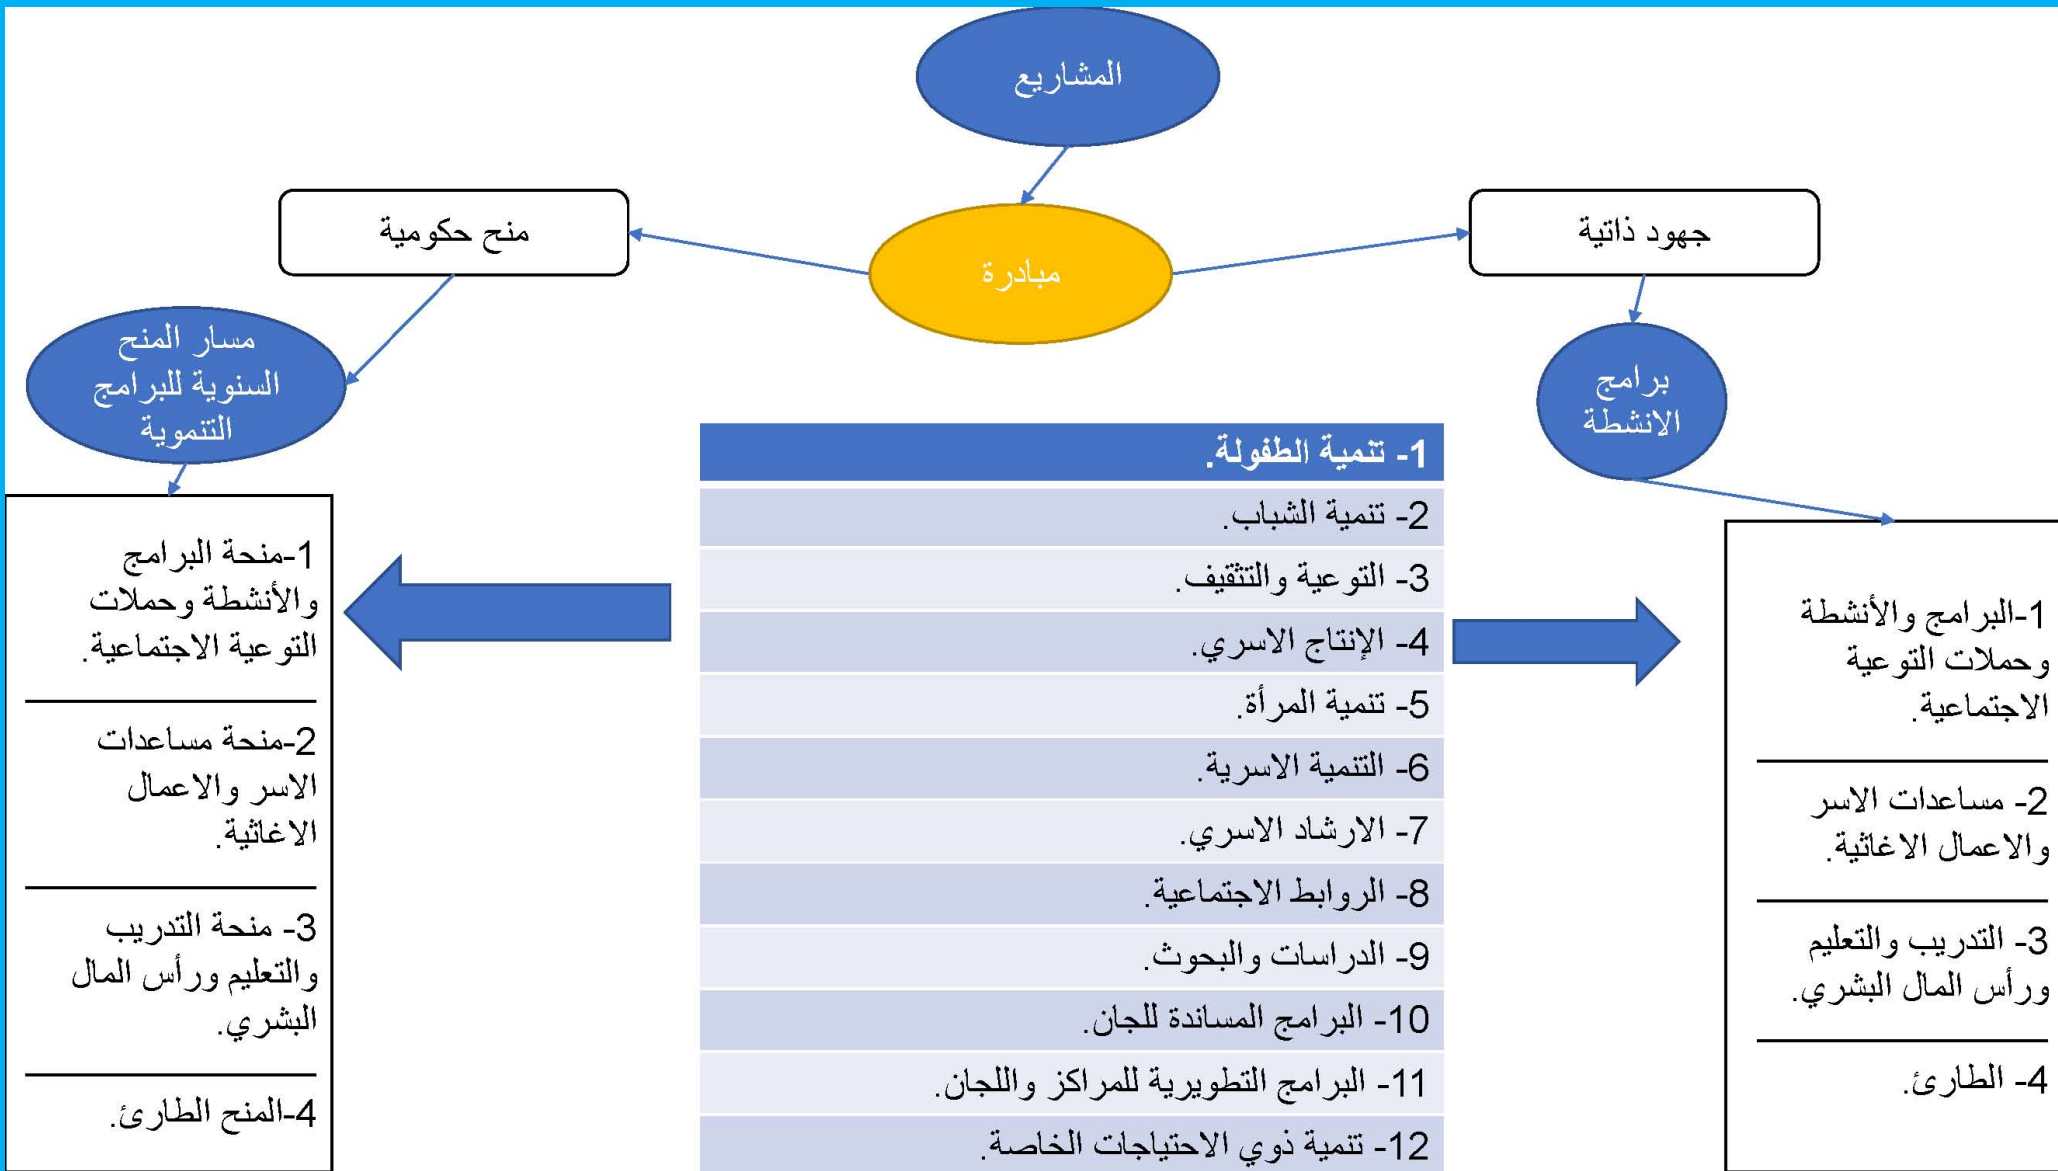 المشاريع
مبادرة
جهود ذاتية
منح حكومية
برامج
الانشطة
مسار المنح
السنوية للبرامج
التنموية
1-البرامج والأنشطة
وحملات التوعية
الاجتماعية.
2- مساعدات الاسر
والاعمال الاغاثية.
3- التدريب والتعليم
ورأس المال البشري.
4- الطارئ.
1- تنمية الطفولة.
2- تنمية الشباب.
3- التوعية والتثقيف.
4- الإنتاج الاسري.
5- تنمية المرأة.
6- التنمية الاسرية.
7- الارشاد الاسري.
8- الروابط الاجتماعية.
9- الدراسات والبحوث.
10- البرامج المساندة للجان.
11- البرامج التطويرية للمراكز واللجان.
12- تنمية ذوي الاحتياجات الخاصة.
1-منحة البرامج
والأنشطة وحملات
التوعية الاجتماعية.
2-منحة مساعدات
الاسر والاعمال
الاغاثية.
3- منحة التدريب
والتعليم ورأس المال
البشري.
4-المنح الطارئ.